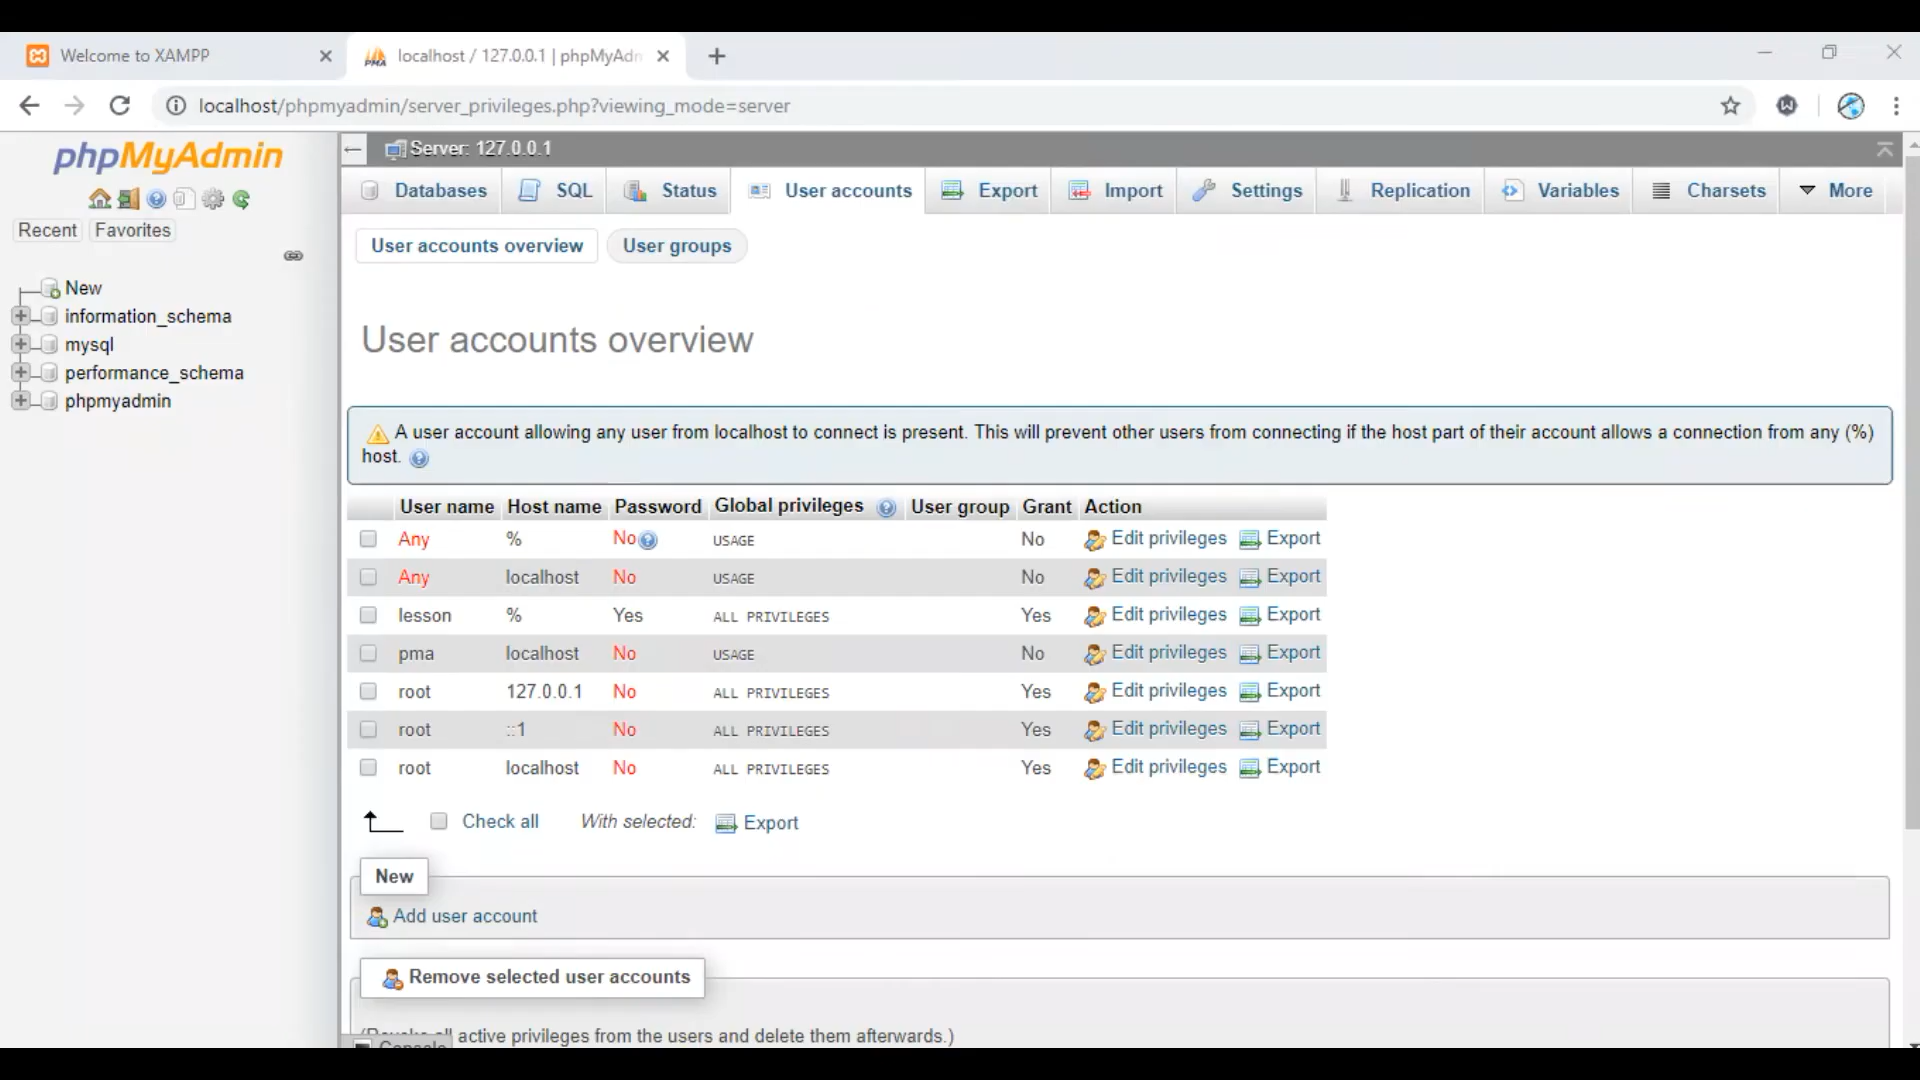 Welcome to XAMPP
localhost / 127.0.0.1 | phpMyAdm
localhost/phpmyadmin/server_privileges.php?viewing_mode=server
phpMyAdmin
Server: 127.0.0.1
Databases SQL Status User accounts Export Import Settings Replication Variables Charsets More
Recent Favorites
User accounts overview User groups
New
information_schema
mysql
performance_schema
phpmyadmin
User accounts overview
A user account allowing any user from localhost to connect is present. This will prevent other users from connecting if the host part of their account allows a connection from any (%)
host.
User name Host name Password Global privileges User group Grant Action
Any % No USAGE No Edit privileges Export
Any localhost No USAGE No Edit privileges Export
lesson % Yes ALL PRIVILEGES Yes Edit privileges Export
pma localhost No USAGE No Edit privileges Export
root 127.0.0.1 No ALL PRIVILEGES Yes Edit privileges Export
root ::1 No ALL PRIVILEGES Yes Edit privileges Export
root localhost No ALL PRIVILEGES Yes Edit privileges Export
Check all With selected: Export
New
Add user account
Remove selected user accounts
(Revoke all active privileges from the users and delete them afterwards.)
Console